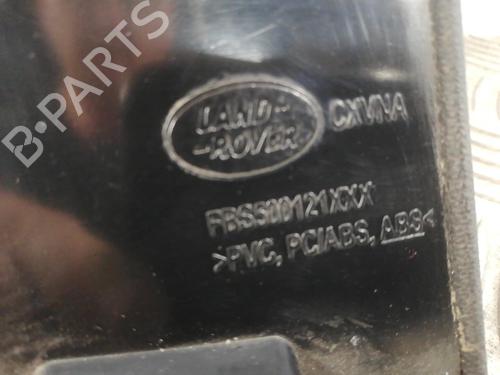 LAND-
-ROVER
CXVNA
FBS500121XXX
>PVC, PC/ABS, ABS<
B-PARTS